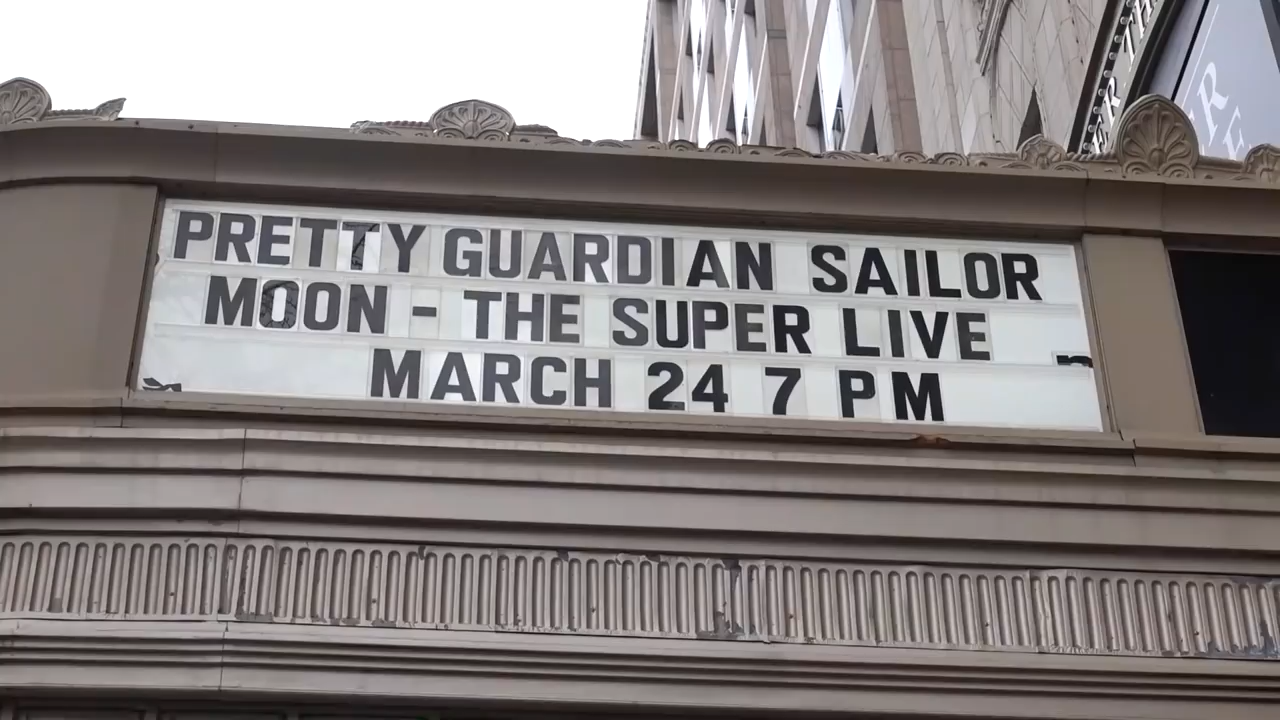 PRETTY GUARDIAN SAILOR
MOON - THE SUPER LIVE
MARCH 24 7 PM